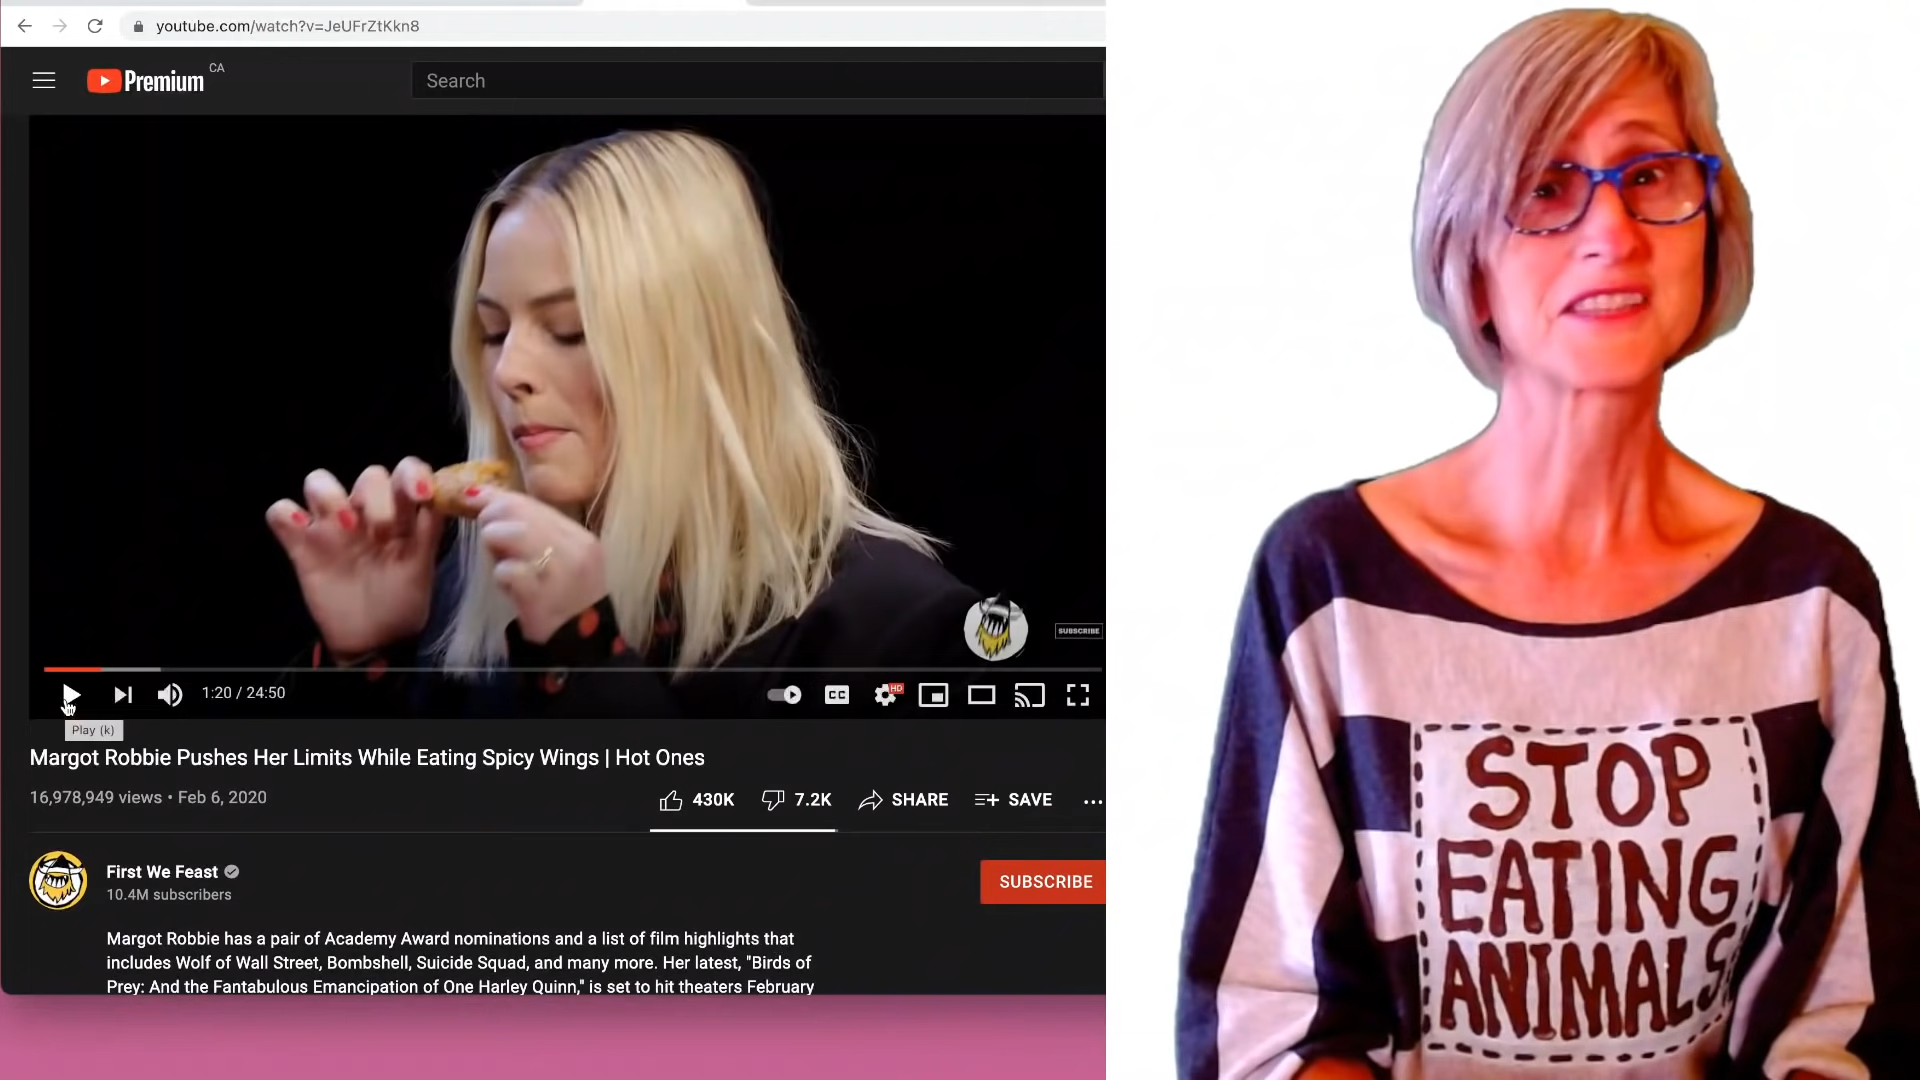 youtube.com/watch?v=JeUFrZtKkn8
Premium CA
Search
SUBSCRIBE
1:20 / 24:50
CC
HD
Play (k)
Margot Robbie Pushes Her Limits While Eating Spicy Wings | Hot Ones
16,978,949 views • Feb 6, 2020
430K
7.2K
SHARE
SAVE
First We Feast
10.4M subscribers
SUBSCRIBE
Margot Robbie has a pair of Academy Award nominations and a list of film highlights that
includes Wolf of Wall Street, Bombshell, Suicide Squad, and many more. Her latest, "Birds of
Prey: And the Fantabulous Emancipation of One Harley Quinn," is set to hit theaters February
STOP
EATING
ANIMALS